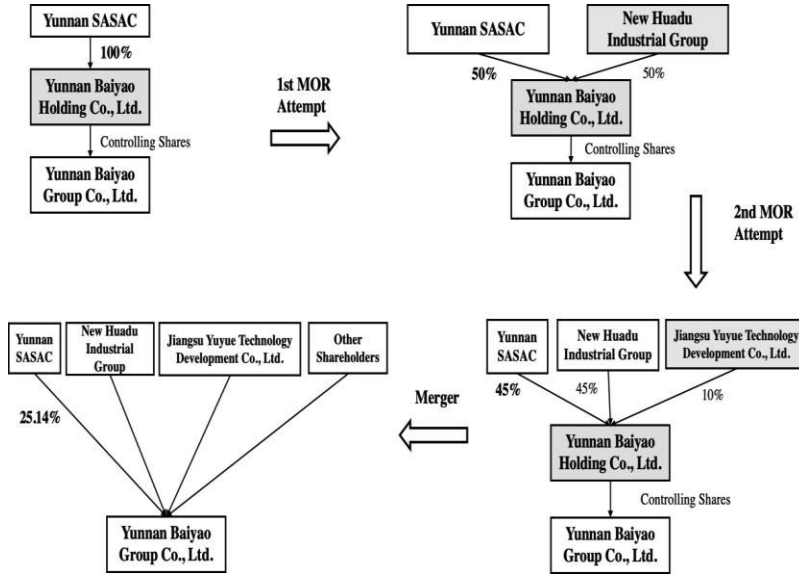 Yunnan SASAC
100%
Yunnan Baiyao
Holding Co., Ltd.
Controlling Shares
Yunnan Baiyao
Group Co., Ltd.
1st MOR
Attempt
Yunnan SASAC
New Huadu
Industrial Group
50%
50%
Yunnan Baiyao
Holding Co., Ltd.
Controlling Shares
Yunnan Baiyao
Group Co., Ltd.
2nd MOR
Attempt
Yunnan
SASAC
New Huadu
Industrial Group
Jiangsu Yuyue Technology
Development Co., Ltd.
45%
45%
10%
Yunnan Baiyao
Holding Co., Ltd.
Controlling Shares
Yunnan Baiyao
Group Co., Ltd.
Merger
Yunnan
SASAC
New Huadu
Industrial
Group
Jiangsu Yuyue Technology
Development Co., Ltd.
Other
Shareholders
25.14%
Yunnan Baiyao
Group Co., Ltd.